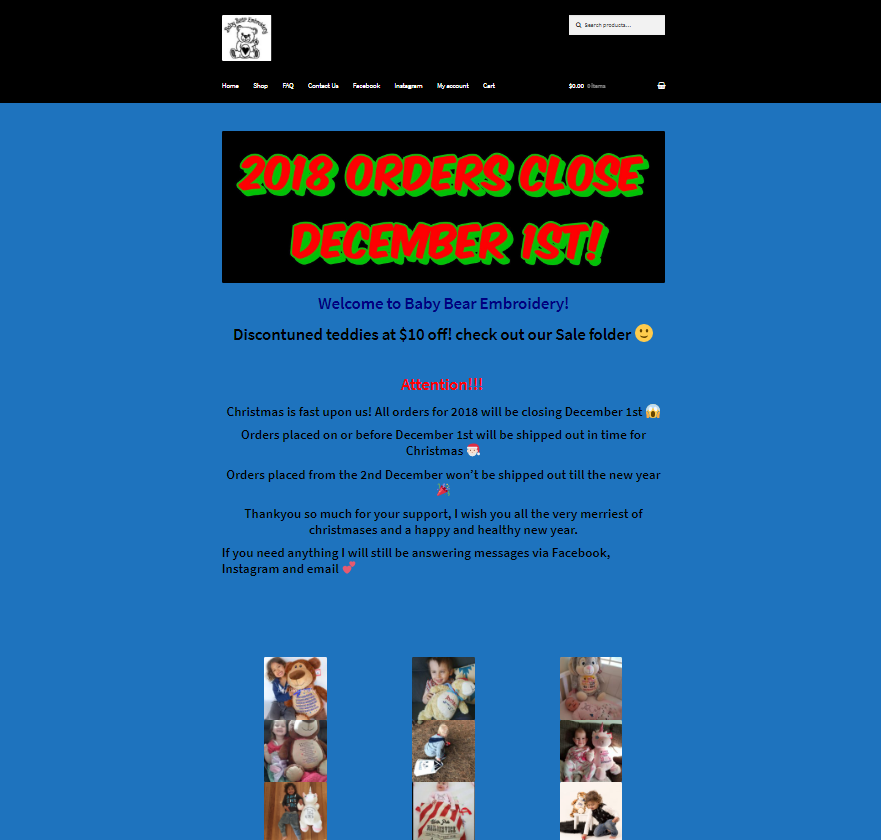 Baby Bear Embroidery
Search products…
Home Shop FAQ Contact Us Facebook Instagram My account Cart
$0.00 0 items
2018 ORDERS CLOSE
DECEMBER 1ST!
Welcome to Baby Bear Embroidery!
Discontuned teddies at $10 off! check out our Sale folder 🙂
Attention!!!
Christmas is fast upon us! All orders for 2018 will be closing December 1st 😱
Orders placed on or before December 1st will be shipped out in time for
Christmas 🎅
Orders placed from the 2nd December won’t be shipped out till the new year
🎉
Thankyou so much for your support, I wish you all the very merriest of
christmases and a happy and healthy new year.
If you need anything I will still be answering messages via Facebook,
Instagram and email 💕